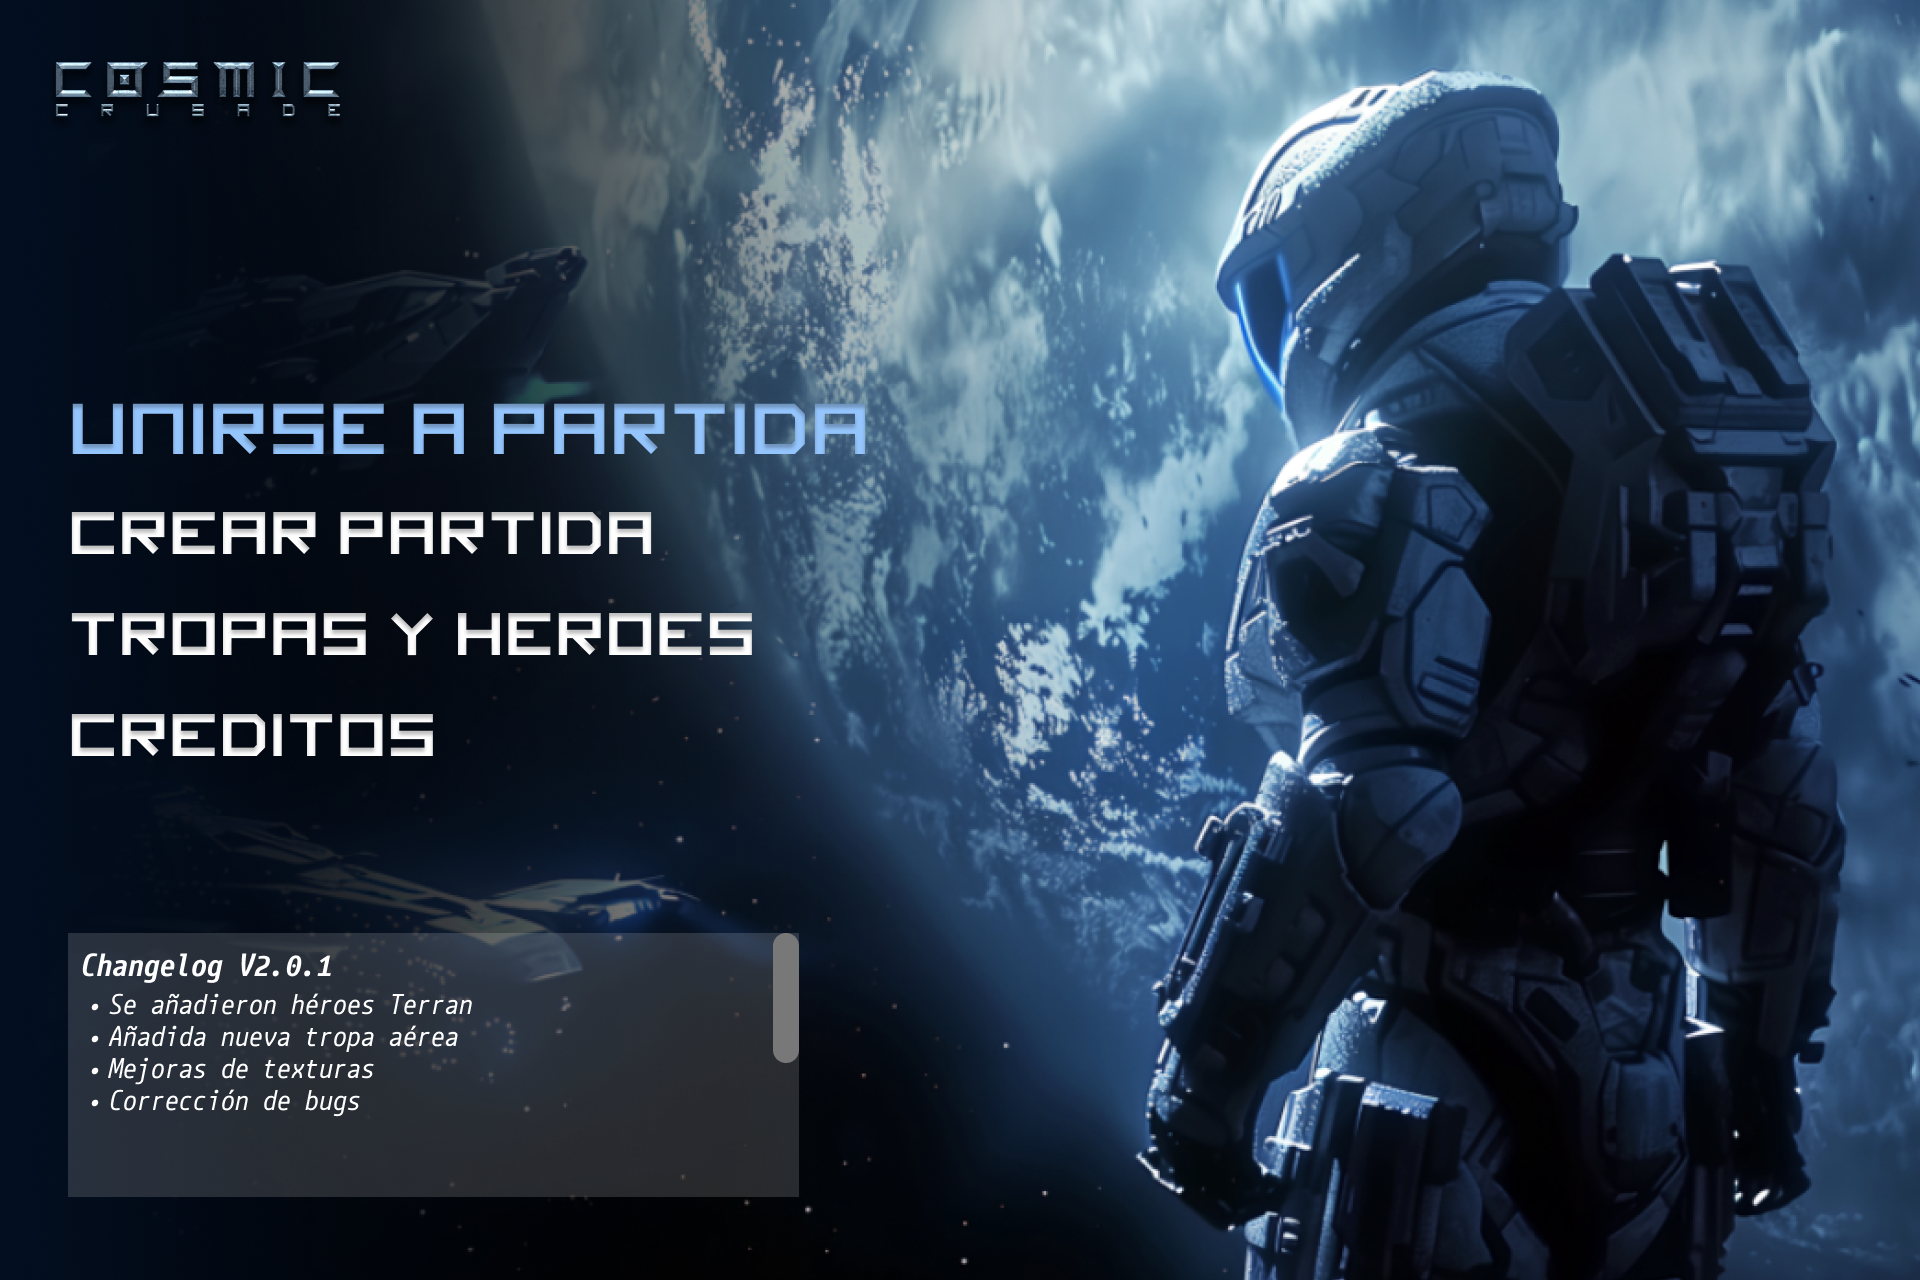 COSMIC
CRUSADE
UNIRSE A PARTIDA
CREAR PARTIDA
TROPAS Y HEROES
CREDITOS
Changelog V2.0.1
• Se añadieron héroes Terran
• Añadida nueva tropa aérea
• Mejoras de texturas
• Corrección de bugs